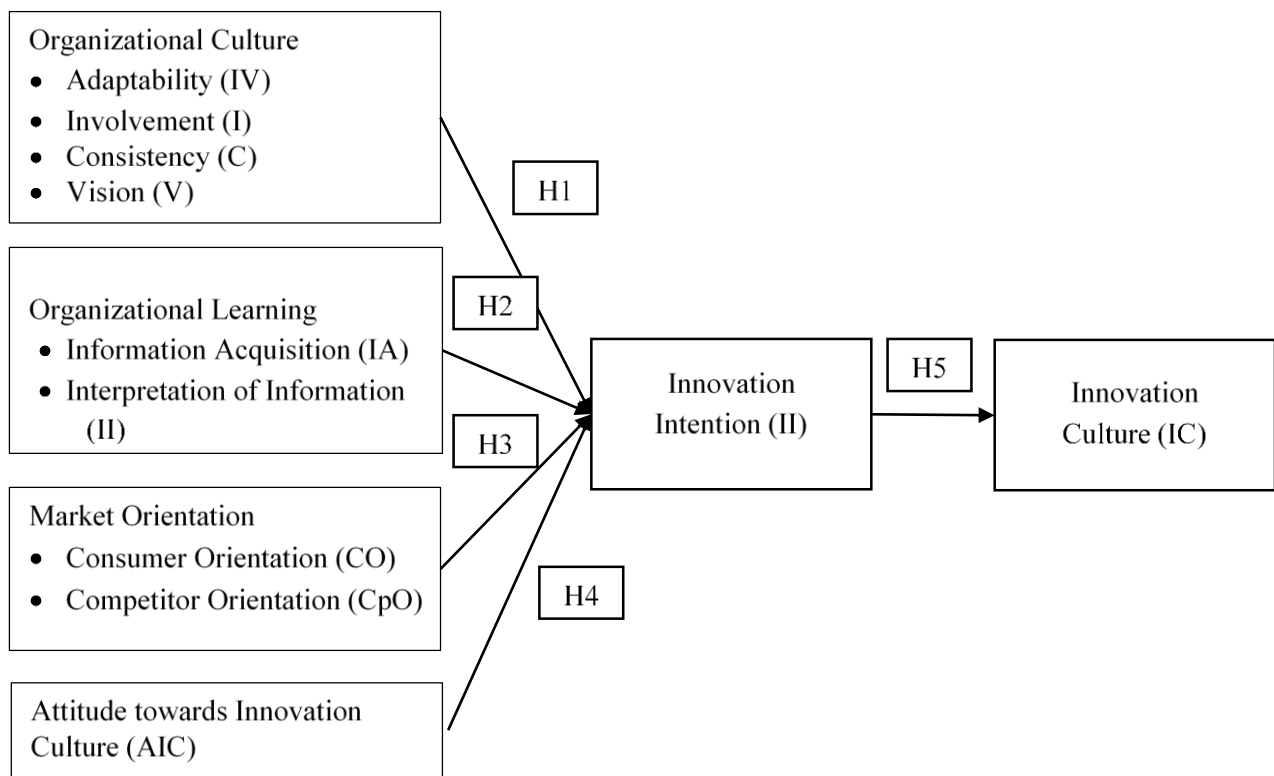 Organizational Culture
• Adaptability (IV)
• Involvement (I)
• Consistency (C)
• Vision (V)
H1
Organizational Learning
• Information Acquisition (IA)
• Interpretation of Information
(II)
H2
H3
Market Orientation
• Consumer Orientation (CO)
• Competitor Orientation (CpO)
H4
Attitude towards Innovation
Culture (AIC)
Innovation
Intention (II)
H5
Innovation
Culture (IC)